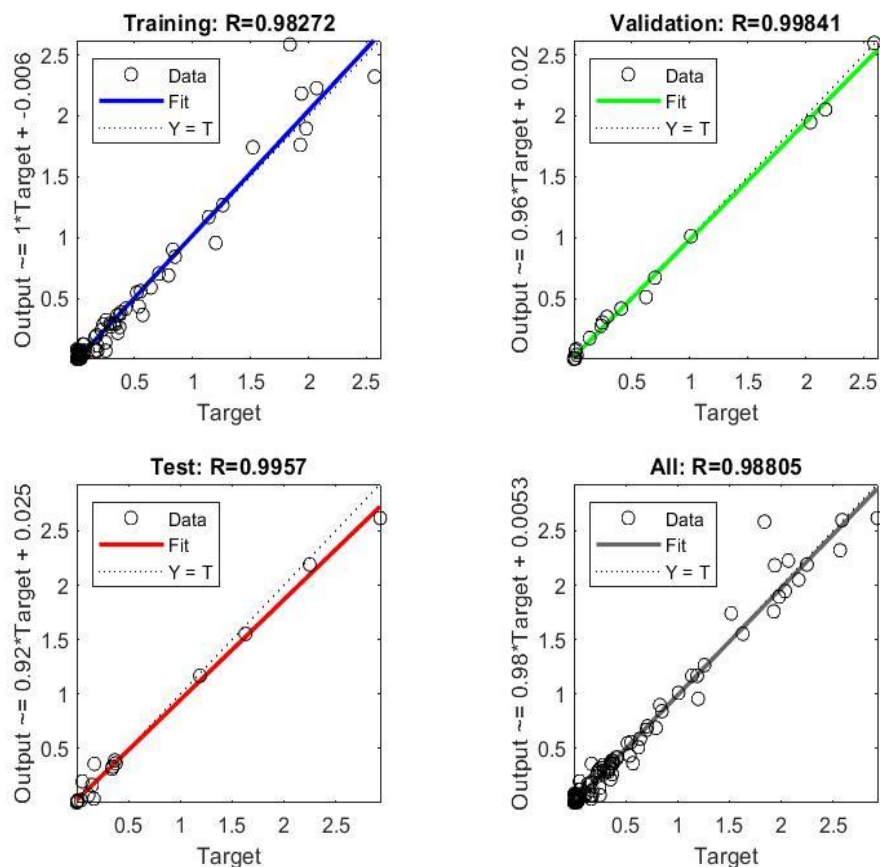 Training: R=0.98272
Output ~= 1*Target + -0.006
2.5
2
1.5
1
0.5
Data
Fit
Y = T
0.5 1 1.5 2 2.5
Target
Validation: R=0.99841
Output ~= 0.96*Target + 0.02
2.5
2
1.5
1
0.5
Data
Fit
Y = T
0.5 1 1.5 2 2.5
Target
Test: R=0.9957
Output ~= 0.92*Target + 0.025
2.5
2
1.5
1
0.5
Data
Fit
Y = T
0.5 1 1.5 2 2.5
Target
All: R=0.98805
Output ~= 0.98*Target + 0.0053
2.5
2
1.5
1
0.5
Data
Fit
Y = T
0.5 1 1.5 2 2.5
Target